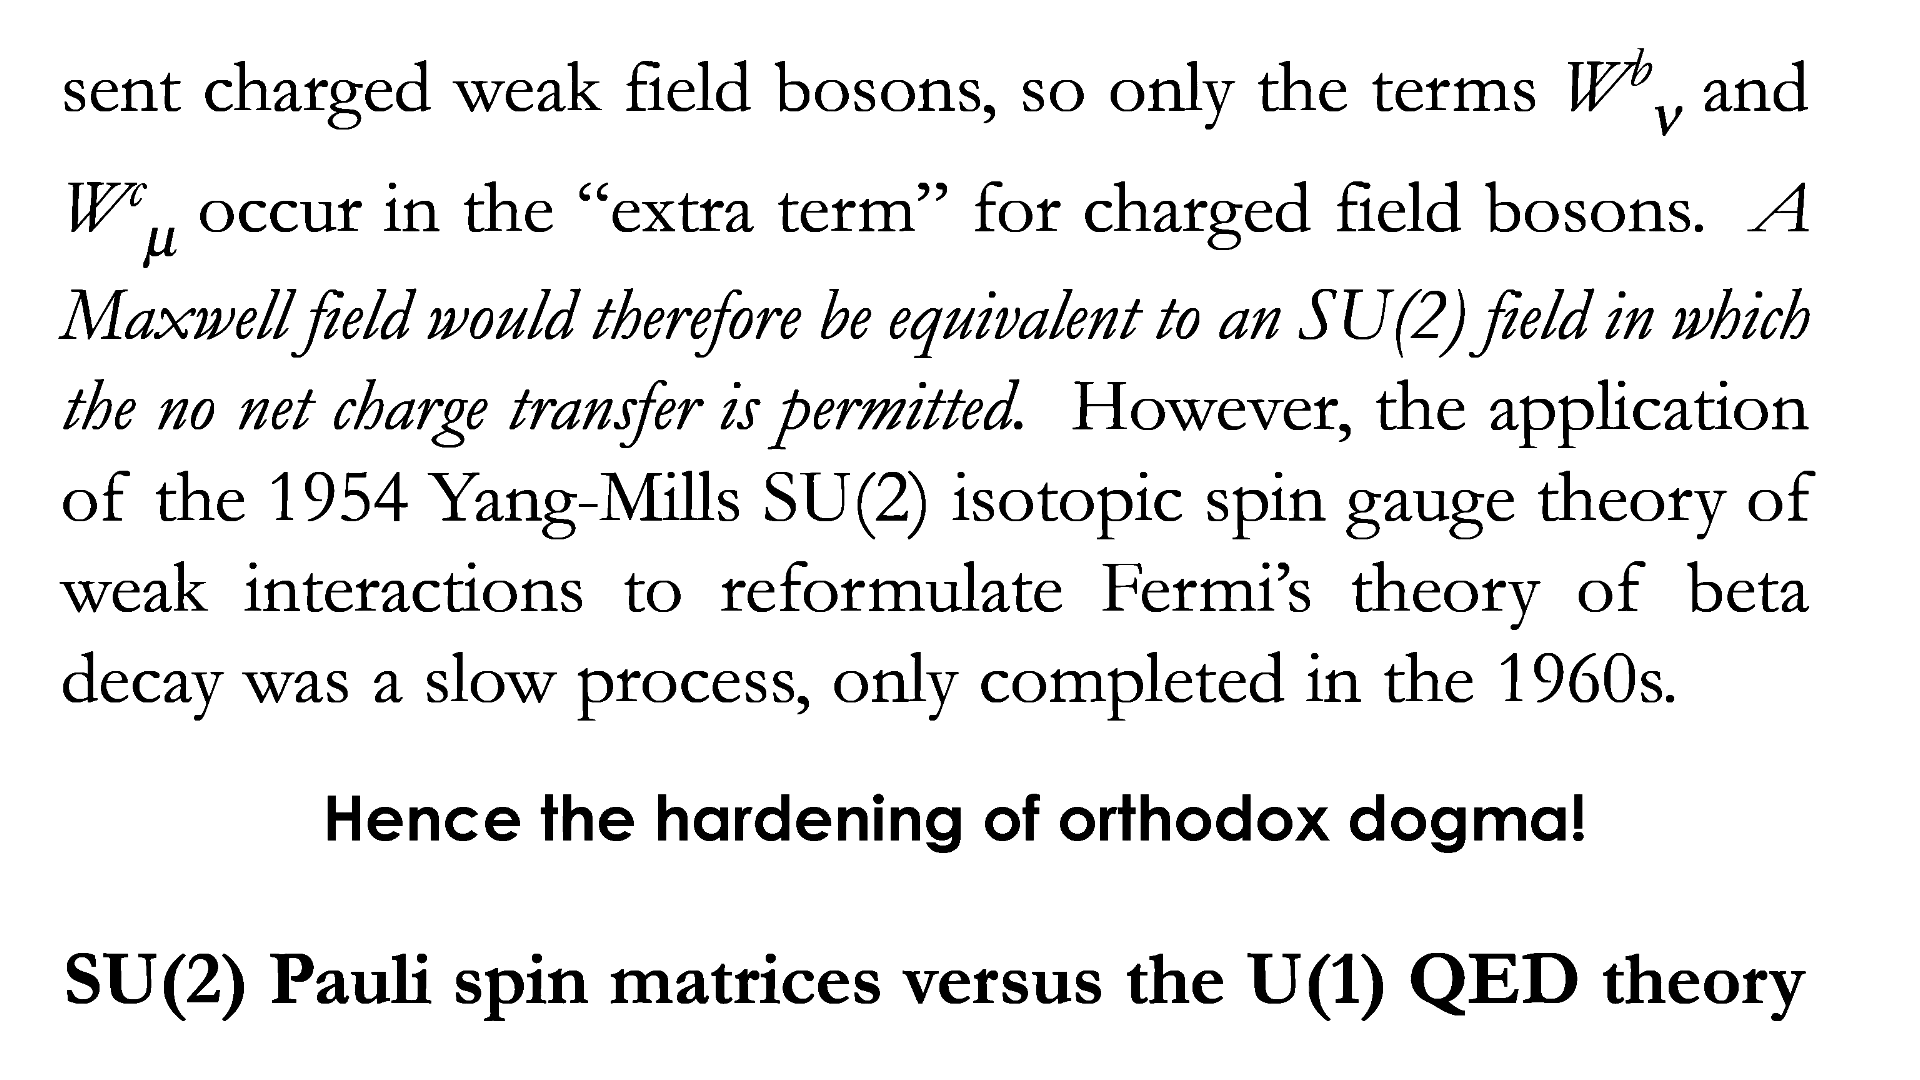 sent charged weak field bosons, so only the terms Wᵇ_ν and
Wᶜ_μ occur in the “extra term” for charged field bosons. A
Maxwell field would therefore be equivalent to an SU(2) field in which
the no net charge transfer is permitted. However, the application
of the 1954 Yang-Mills SU(2) isotopic spin gauge theory of
weak interactions to reformulate Fermi’s theory of beta
decay was a slow process, only completed in the 1960s.
Hence the hardening of orthodox dogma!
SU(2) Pauli spin matrices versus the U(1) QED theory